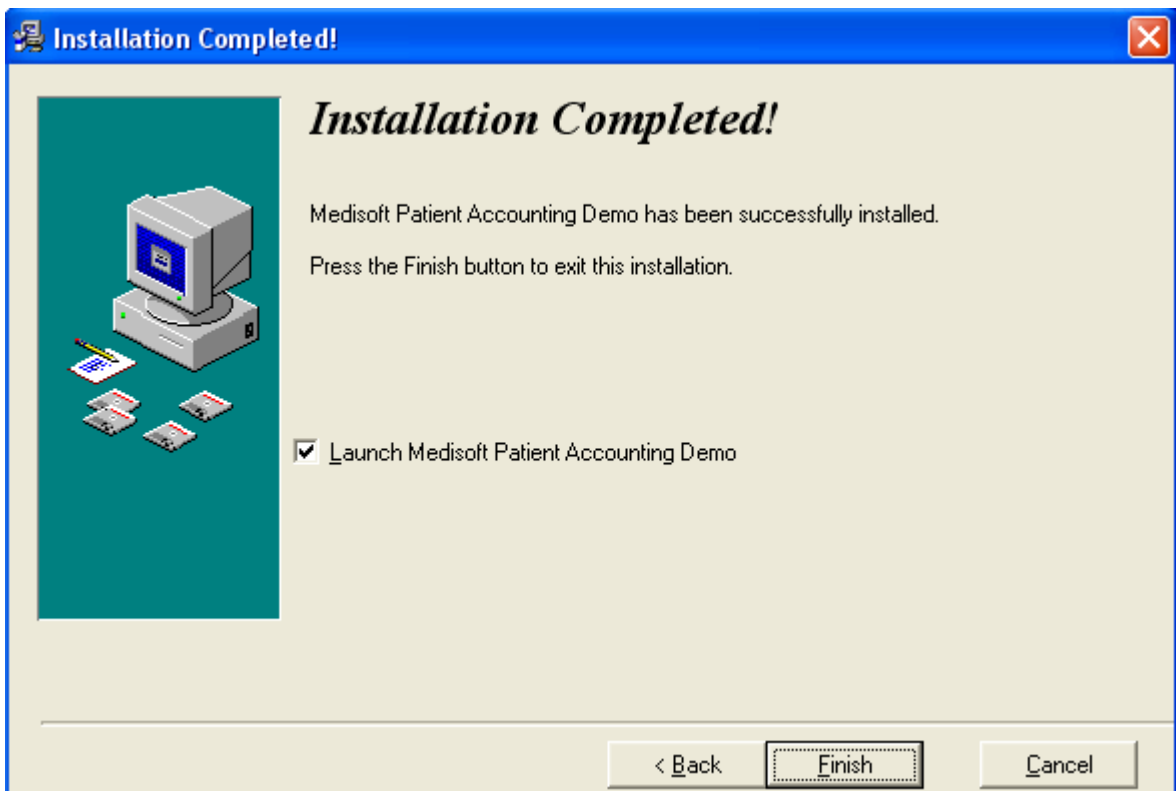 Installation Completed!
Installation Completed!
Medisoft Patient Accounting Demo has been successfully installed.
Press the Finish button to exit this installation.
Launch Medisoft Patient Accounting Demo
< Back Finish Cancel